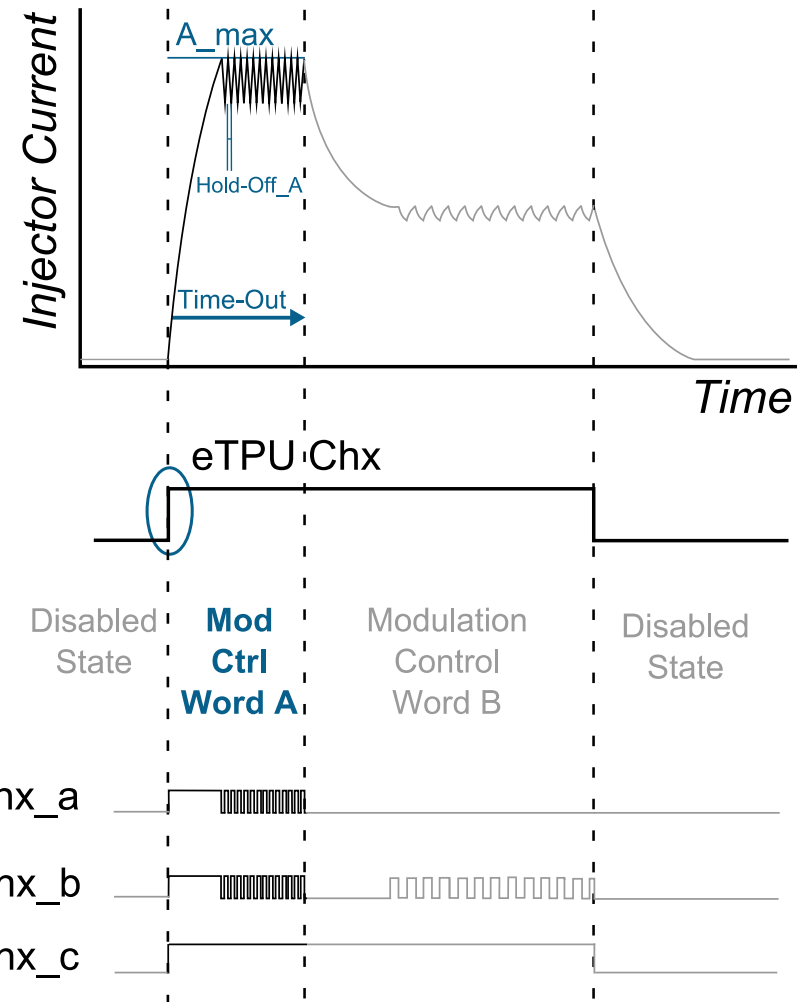 A_max
Injector Current
Hold-Off_A
Time-Out
Time
eTPU Chx
Disabled
State
Mod
Ctrl
Word A
Modulation
Control
Word B
Disabled
State
hx_a
hx_b
hx_c